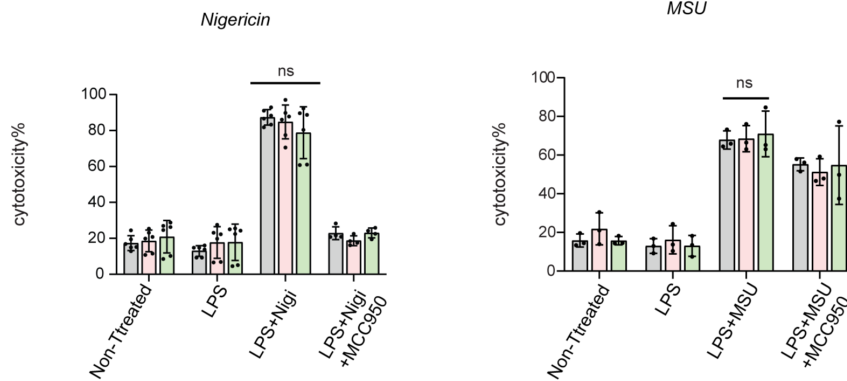 Nigericin
ns
cytotoxicity%
100
80
60
40
20
0
Non-Ttreated
LPS
LPS+Nigi
LPS+Nigi
+MCC950
MSU
ns
cytotoxicity%
100
80
60
40
20
0
Non-Ttreated
LPS
LPS+MSU
LPS+MSU
+MCC950